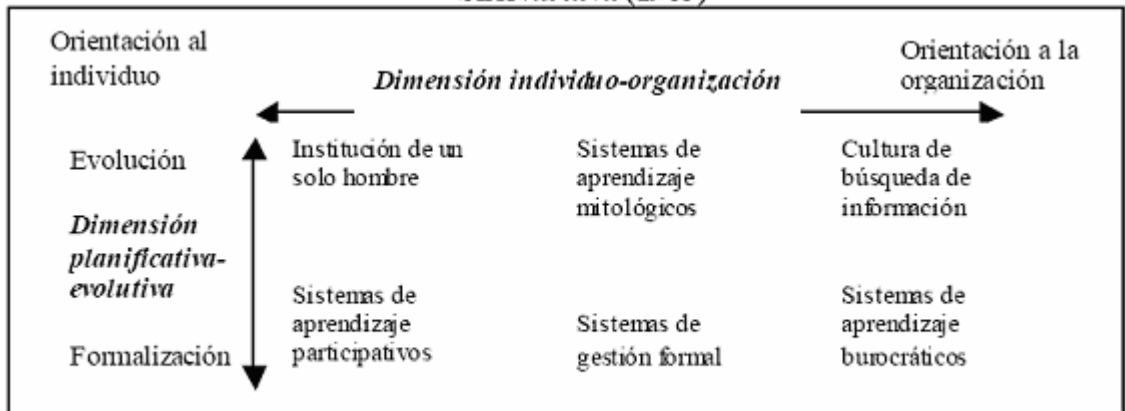 Orientación al
individuo
Dimensión individuo-organización
Orientación a la
organización
Evolución
Institución de un
solo hombre
Sistemas de
aprendizaje
mitológicos
Cultura de
búsqueda de
información
Dimensión
planificativa-
evolutiva
Sistemas de
aprendizaje
participativos
Sistemas de
gestión formal
Sistemas de
aprendizaje
burocráticos
Formalización